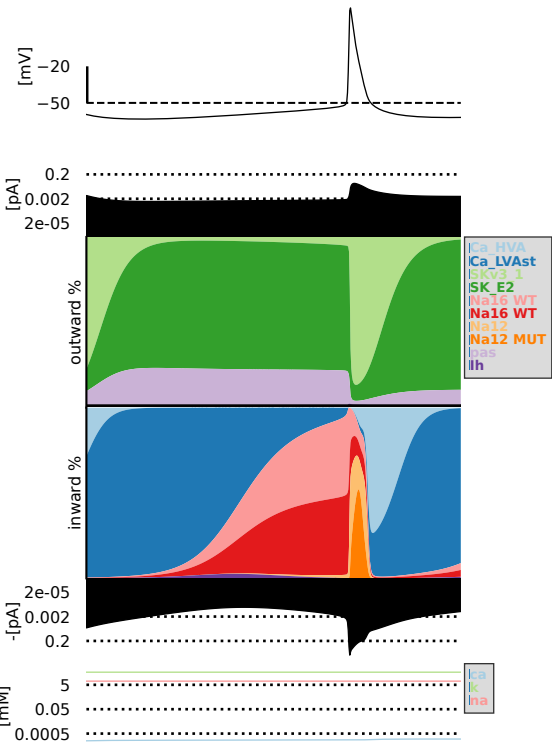 [mV]
−20
−50
[pA]
0.2
0.002
2e-05
outward %
Ca_HVA
Ca_LVAst
SKv3_1
SK_E2
Na16 WT
Na16 WT
Na12
Na12 MUT
pas
Ih
inward %
-[pA]
2e-05
0.002
0.2
[mM]
5
0.05
0.0005
ca
k
na